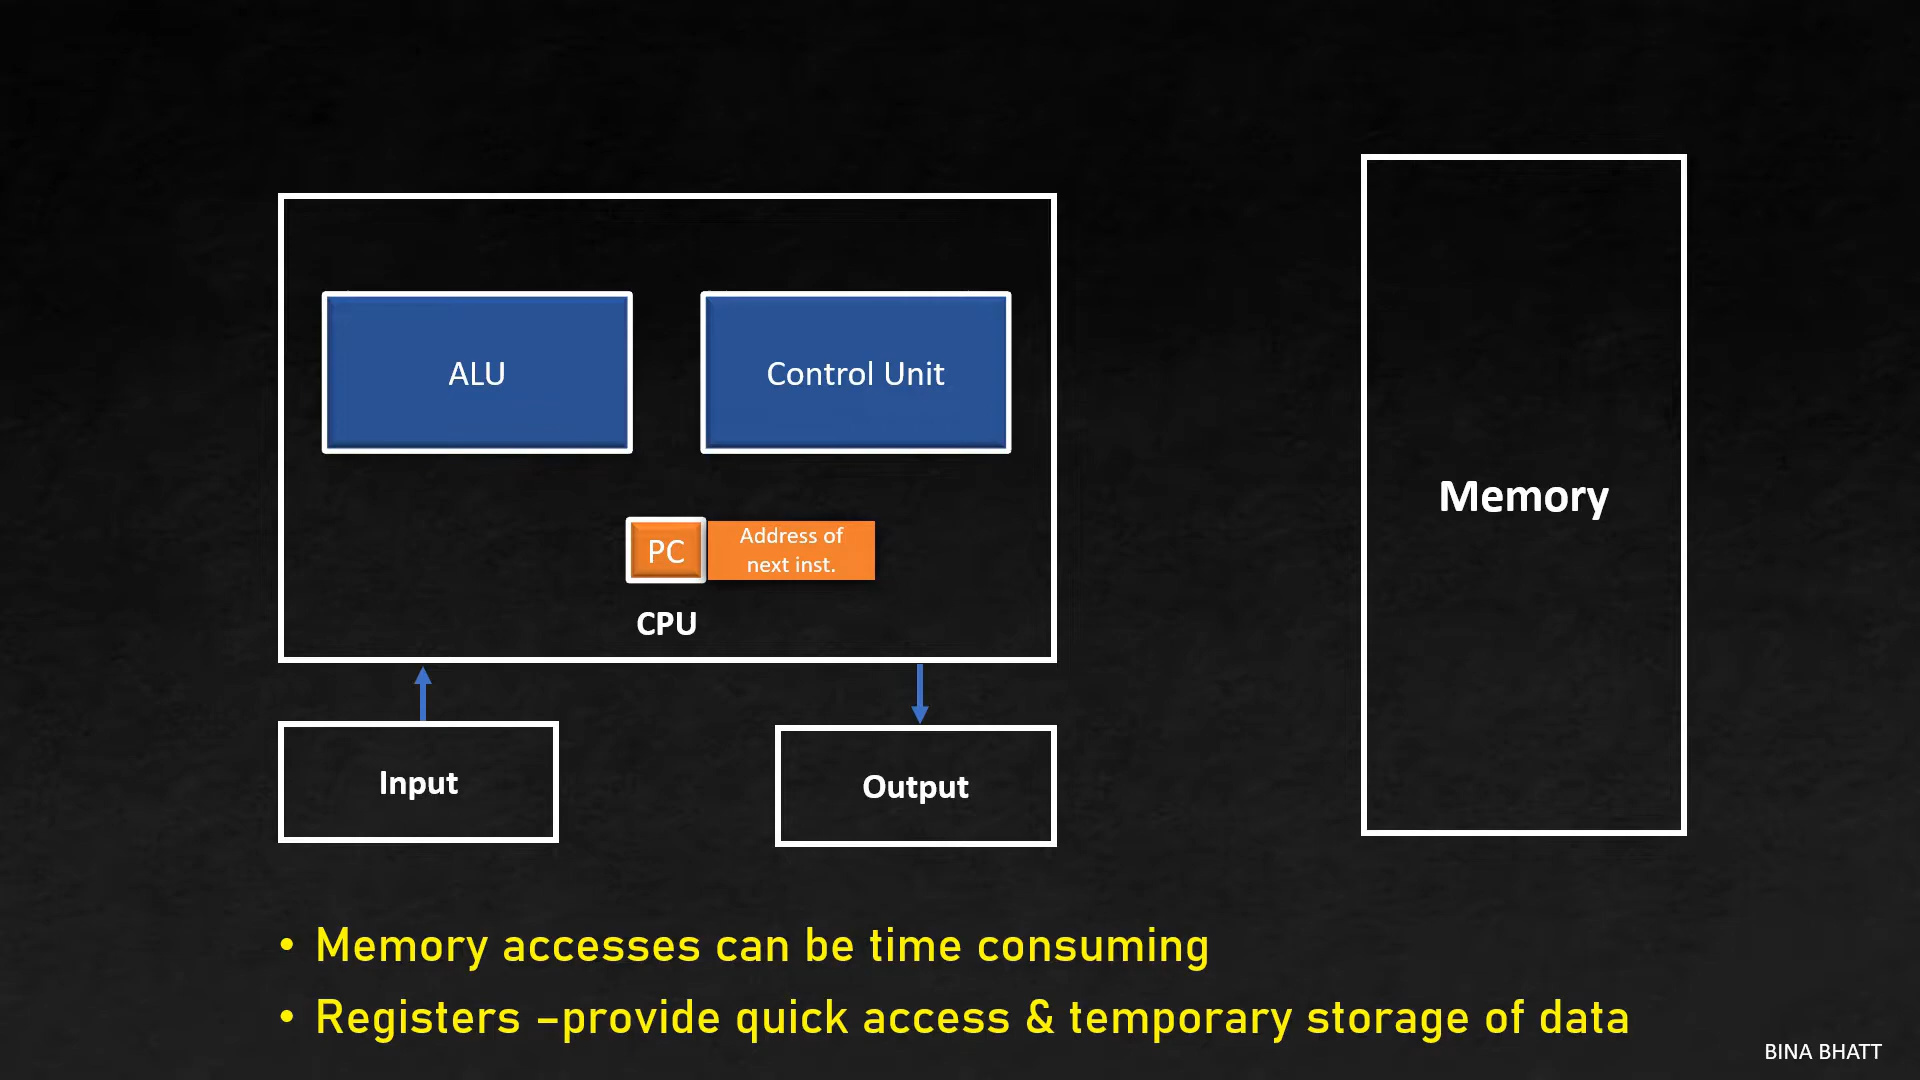 ALU
Control Unit
Memory
PC
Address of
next inst.
CPU
Input
Output
• Memory accesses can be time consuming
• Registers –provide quick access & temporary storage of data
BINA BHATT